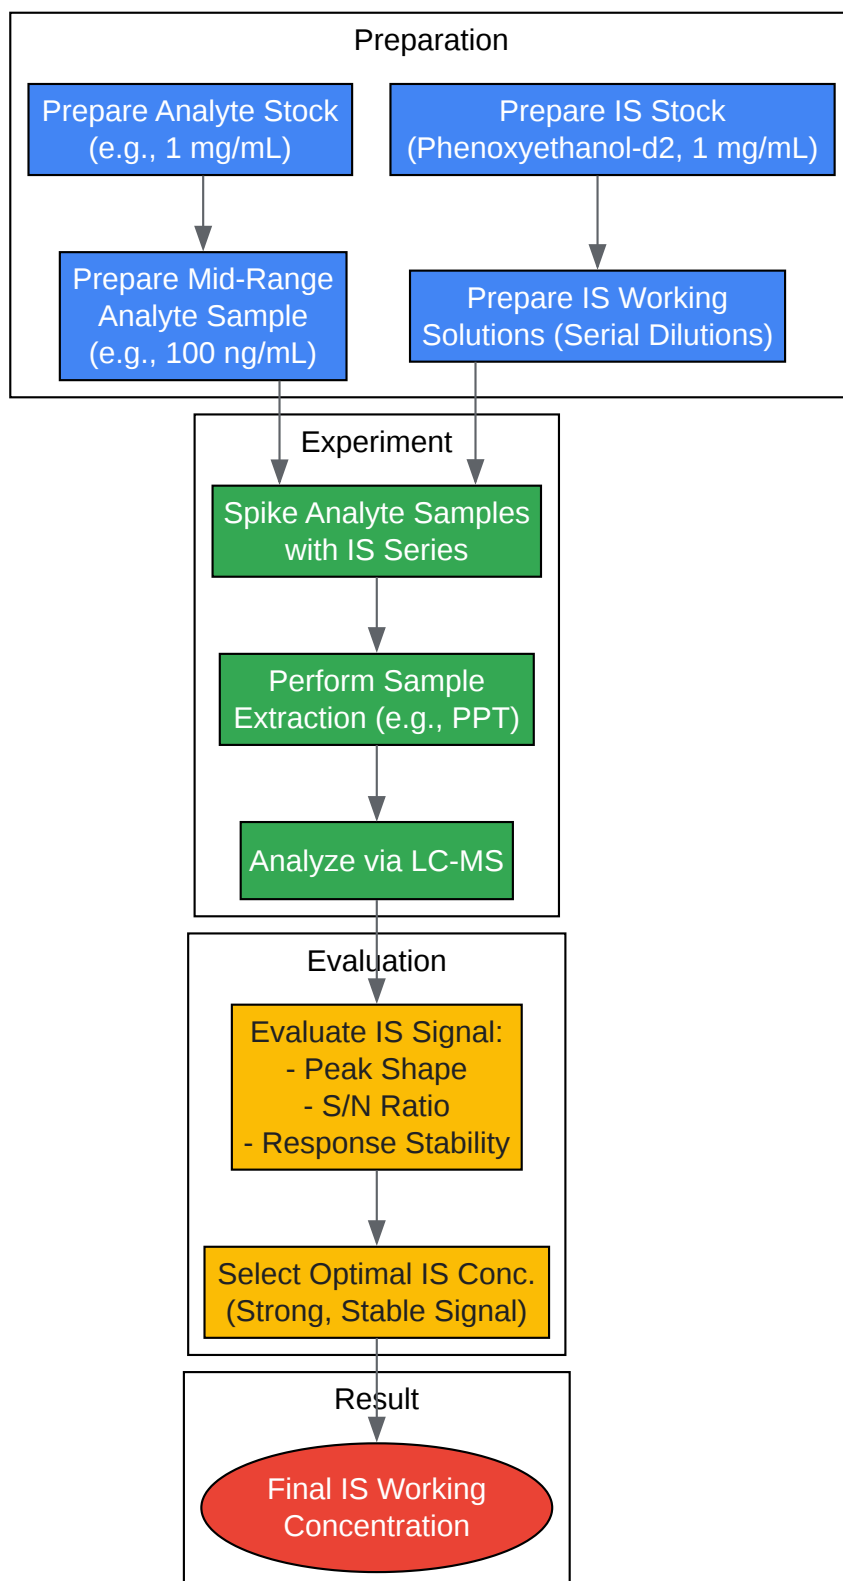 Preparation
Prepare Analyte Stock
(e.g., 1 mg/mL)
Prepare IS Stock
(Phenoxyethanol-d2, 1 mg/mL)
Prepare Mid-Range
Analyte Sample
(e.g., 100 ng/mL)
Prepare IS Working
Solutions (Serial Dilutions)
Experiment
Spike Analyte Samples
with IS Series
Perform Sample
Extraction (e.g., PPT)
Analyze via LC-MS
Evaluation
Evaluate IS Signal:
- Peak Shape
- S/N Ratio
- Response Stability
Select Optimal IS Conc.
(Strong, Stable Signal)
Result
Final IS Working
Concentration